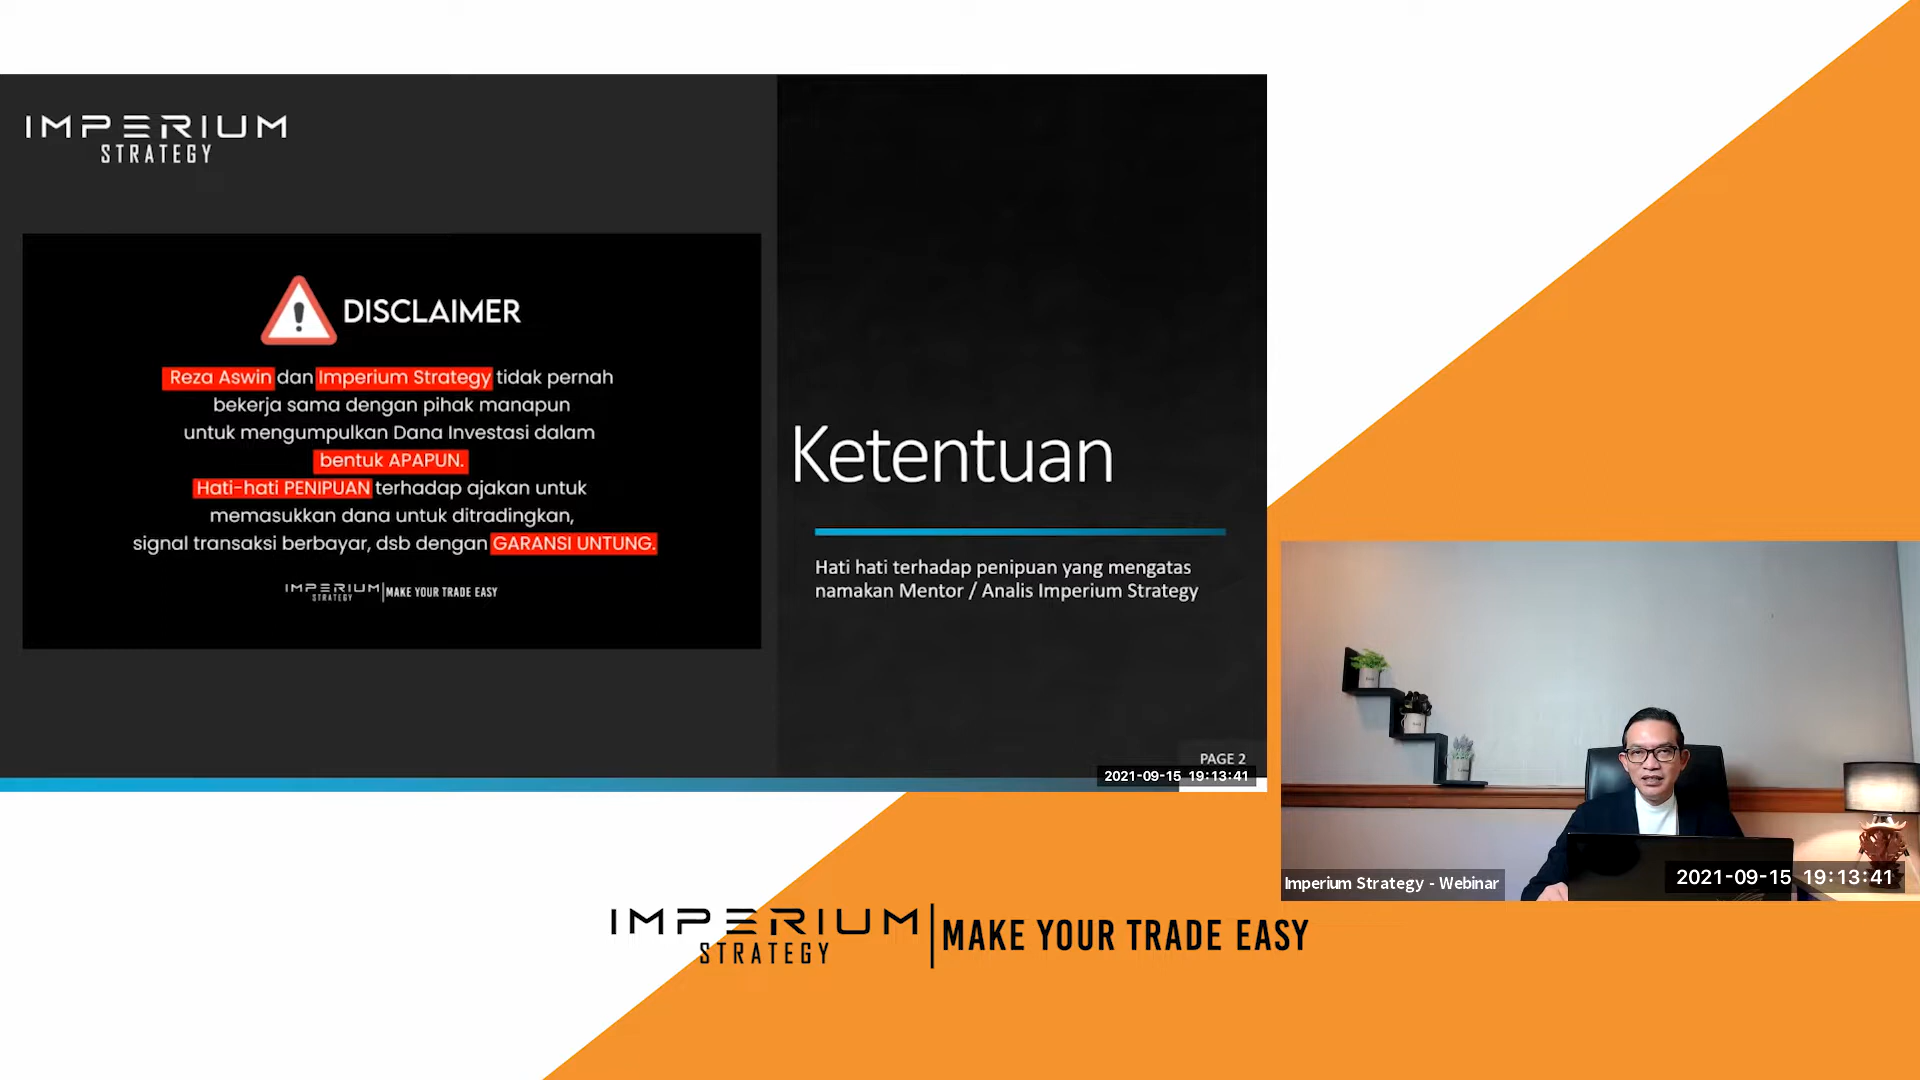 IMPERIUM
STRATEGY
DISCLAIMER
Reza Aswin dan Imperium Strategy tidak pernah
bekerja sama dengan pihak manapun
untuk mengumpulkan Dana Investasi dalam
bentuk APAPUN.
Hati-hati PENIPUAN terhadap ajakan untuk
memasukkan dana untuk ditradingkan,
signal transaksi berbayar, dsb dengan GARANSI UNTUNG.
IMPERIUM
STRATEGY
MAKE YOUR TRADE EASY
Ketentuan
Hati hati terhadap penipuan yang mengatas
namakan Mentor / Analis Imperium Strategy
PAGE 2
2021-09-15 19:13:41
Imperium Strategy - Webinar
2021-09-15 19:13:41
IMPERIUM
STRATEGY
MAKE YOUR TRADE EASY